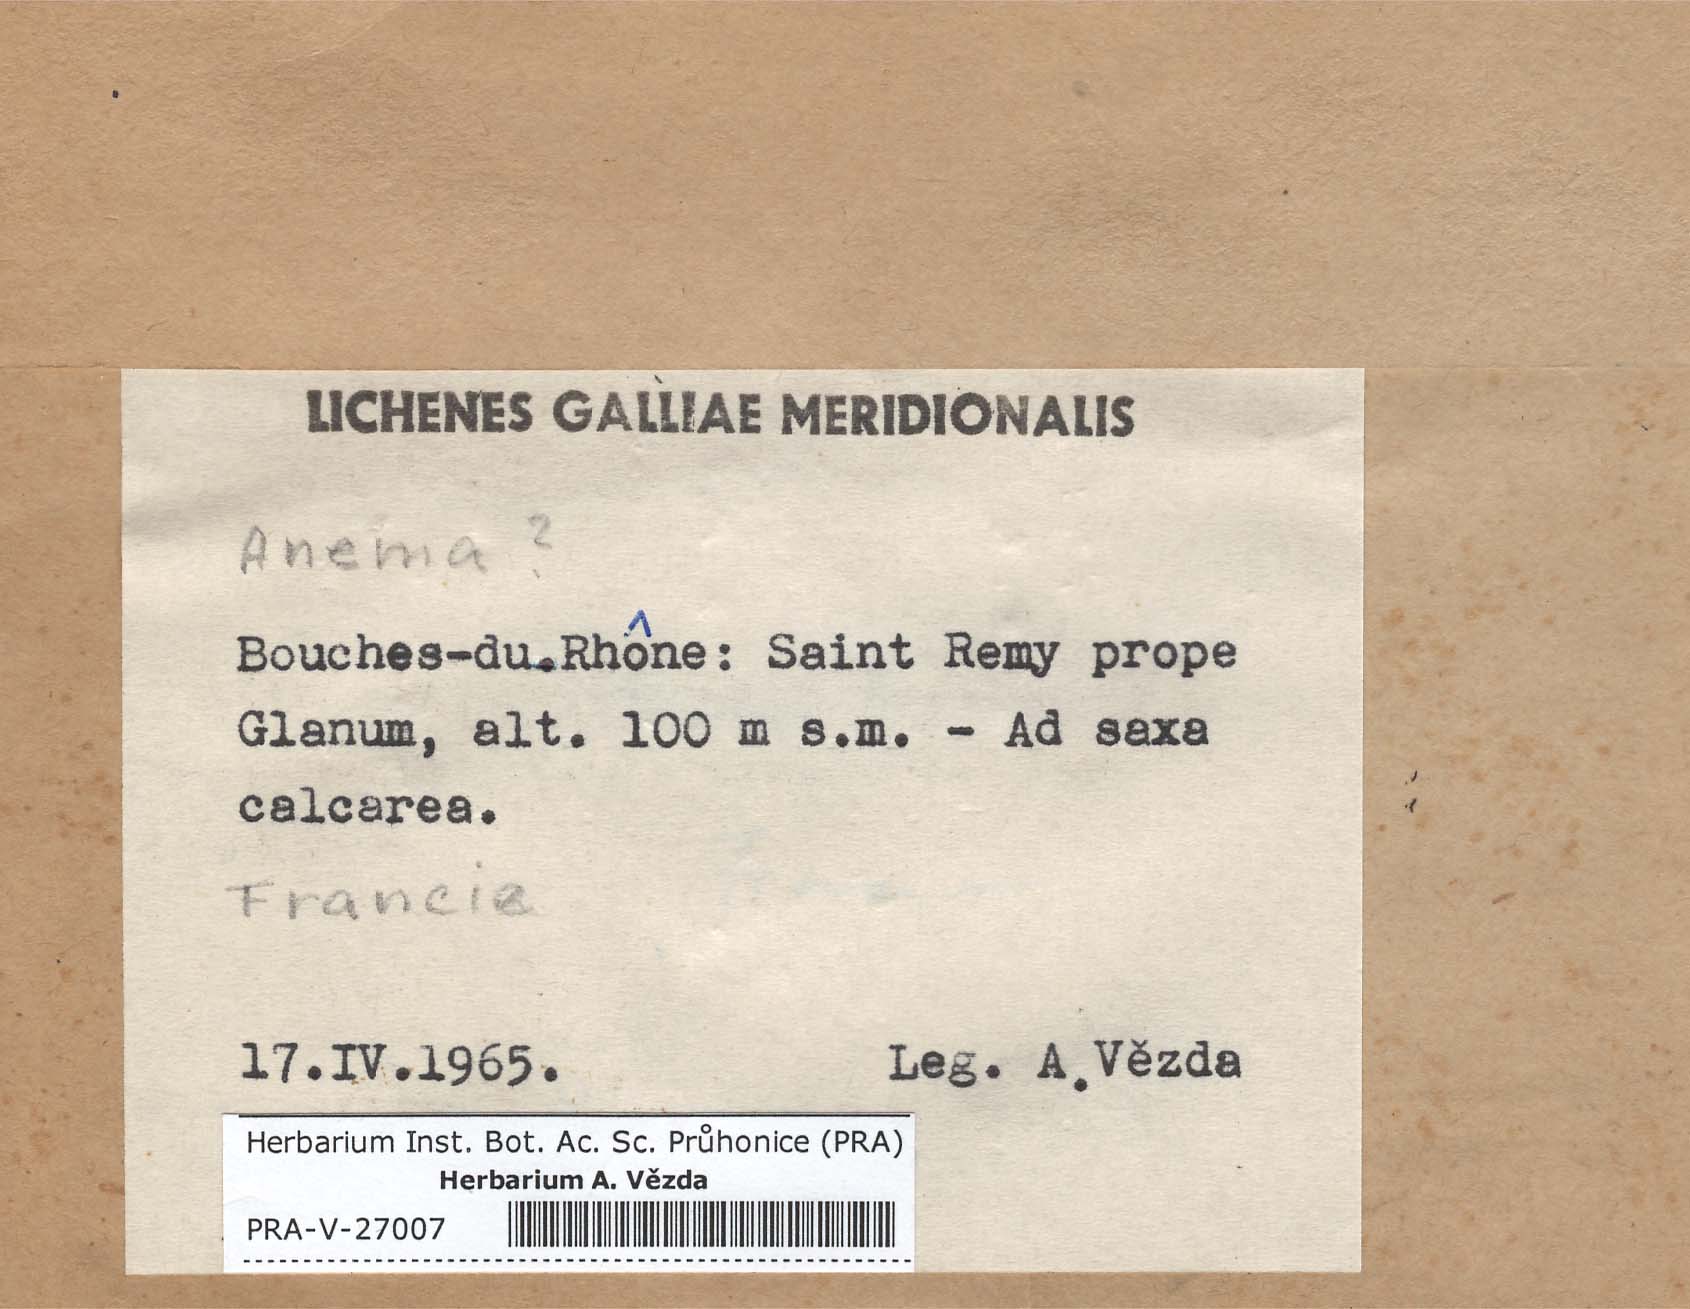 LICHENES GALLIAE MERIDIONALIS
Anema ?
Bouches-du.Rhône: Saint Remy prope
Glanum, alt. 100 m s.m. - Ad saxa
calcarea.
Francia
17.IV.1965.
Leg. A.Vězda
Herbarium Inst. Bot. Ac. Sc. Průhonice (PRA)
Herbarium A. Vězda
PRA-V-27007